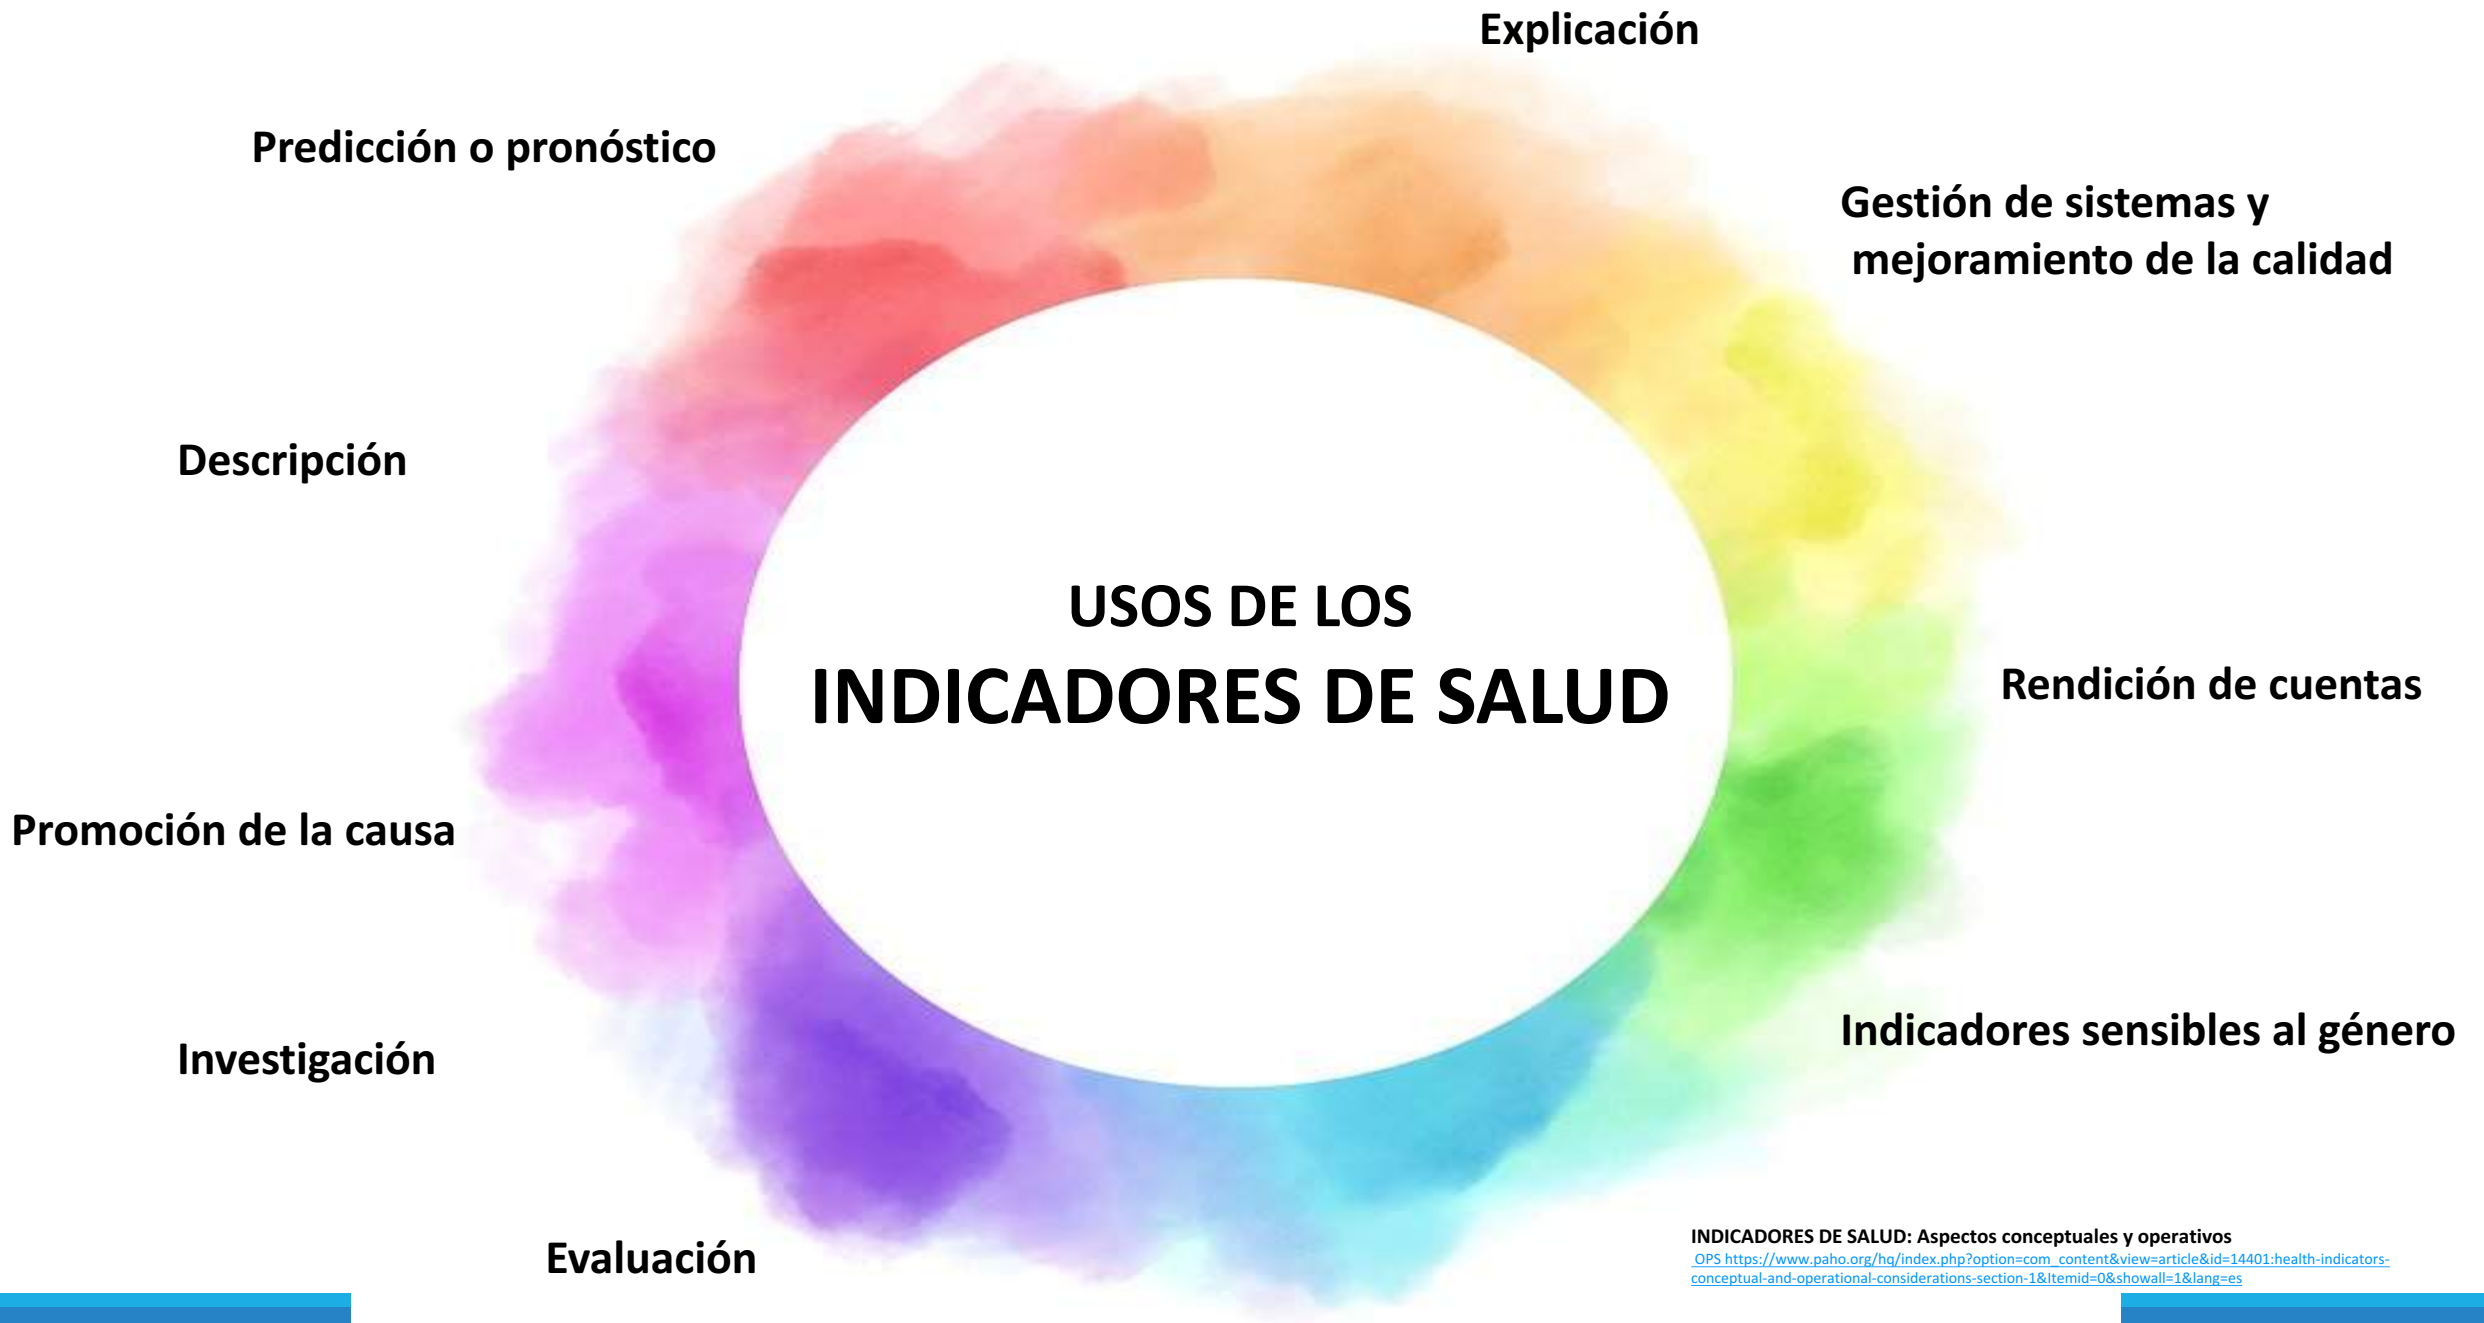 Explicación
Predicción o pronóstico
Gestión de sistemas y
mejoramiento de la calidad
Descripción
USOS DE LOS
INDICADORES DE SALUD
Rendición de cuentas
Promoción de la causa
Indicadores sensibles al género
Investigación
Evaluación
INDICADORES DE SALUD: Aspectos conceptuales y operativos
OPS https://www.paho.org/hq/index.php?option=com_content&view=article&id=14401:health-indicators-
conceptual-and-operational-considerations-section-1&Itemid=0&showall=1&lang=es